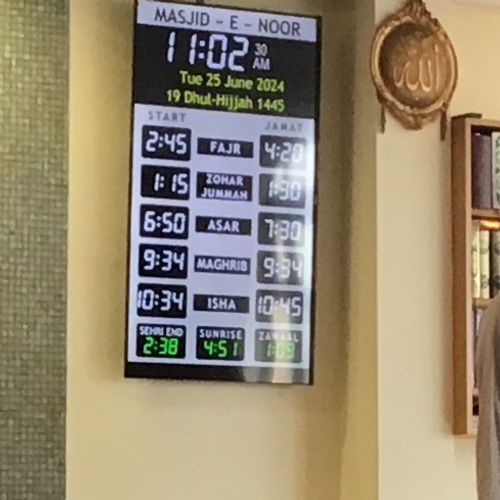 MASJID - E - NOOR
11:02 30 AM
Tue 25 June 2024
19 Dhul-Hijjah 1445
START JAMAT
2:45 FAJR 4:20
1:15 ZOHAR JUMMAH 1:30
6:50 ASAR 7:30
9:34 MAGHRIB 9:34
10:34 ISHA 10:45
SEHRI END SUNRISE ZAWAAL
2:38 4:51 1:09
الله